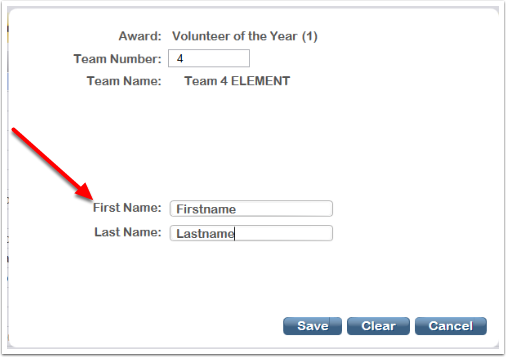 Award: Volunteer of the Year (1)
Team Number: 4
Team Name: Team 4 ELEMENT
First Name: Firstname
Last Name: Lastname
Save Clear Cancel